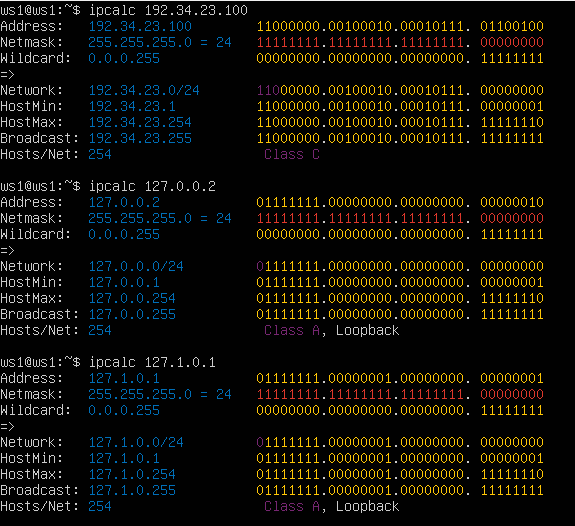 ws1@ws1:~$ ipcalc 192.34.23.100
Address:   192.34.23.100         11000000.00100010.00010111. 01100100
Netmask:   255.255.255.0 = 24    11111111.11111111.11111111. 00000000
Wildcard:  0.0.0.255             00000000.00000000.00000000. 11111111
=>
Network:   192.34.23.0/24        11000000.00100010.00010111. 00000000
HostMin:   192.34.23.1           11000000.00100010.00010111. 00000001
HostMax:   192.34.23.254         11000000.00100010.00010111. 11111110
Broadcast: 192.34.23.255         11000000.00100010.00010111. 11111111
Hosts/Net: 254                    Class C
ws1@ws1:~$ ipcalc 127.0.0.2
Address:   127.0.0.2             01111111.00000000.00000000. 00000010
Netmask:   255.255.255.0 = 24    11111111.11111111.11111111. 00000000
Wildcard:  0.0.0.255             00000000.00000000.00000000. 11111111
=>
Network:   127.0.0.0/24          01111111.00000000.00000000. 00000000
HostMin:   127.0.0.1             01111111.00000000.00000000. 00000001
HostMax:   127.0.0.254           01111111.00000000.00000000. 11111110
Broadcast: 127.0.0.255           01111111.00000000.00000000. 11111111
Hosts/Net: 254                    Class A, Loopback
ws1@ws1:~$ ipcalc 127.1.0.1
Address:   127.1.0.1             01111111.00000001.00000000. 00000001
Netmask:   255.255.255.0 = 24    11111111.11111111.11111111. 00000000
Wildcard:  0.0.0.255             00000000.00000000.00000000. 11111111
=>
Network:   127.1.0.0/24          01111111.00000001.00000000. 00000000
HostMin:   127.1.0.1             01111111.00000001.00000000. 00000001
HostMax:   127.1.0.254           01111111.00000001.00000000. 11111110
Broadcast: 127.1.0.255           01111111.00000001.00000000. 11111111
Hosts/Net: 254                    Class A, Loopback